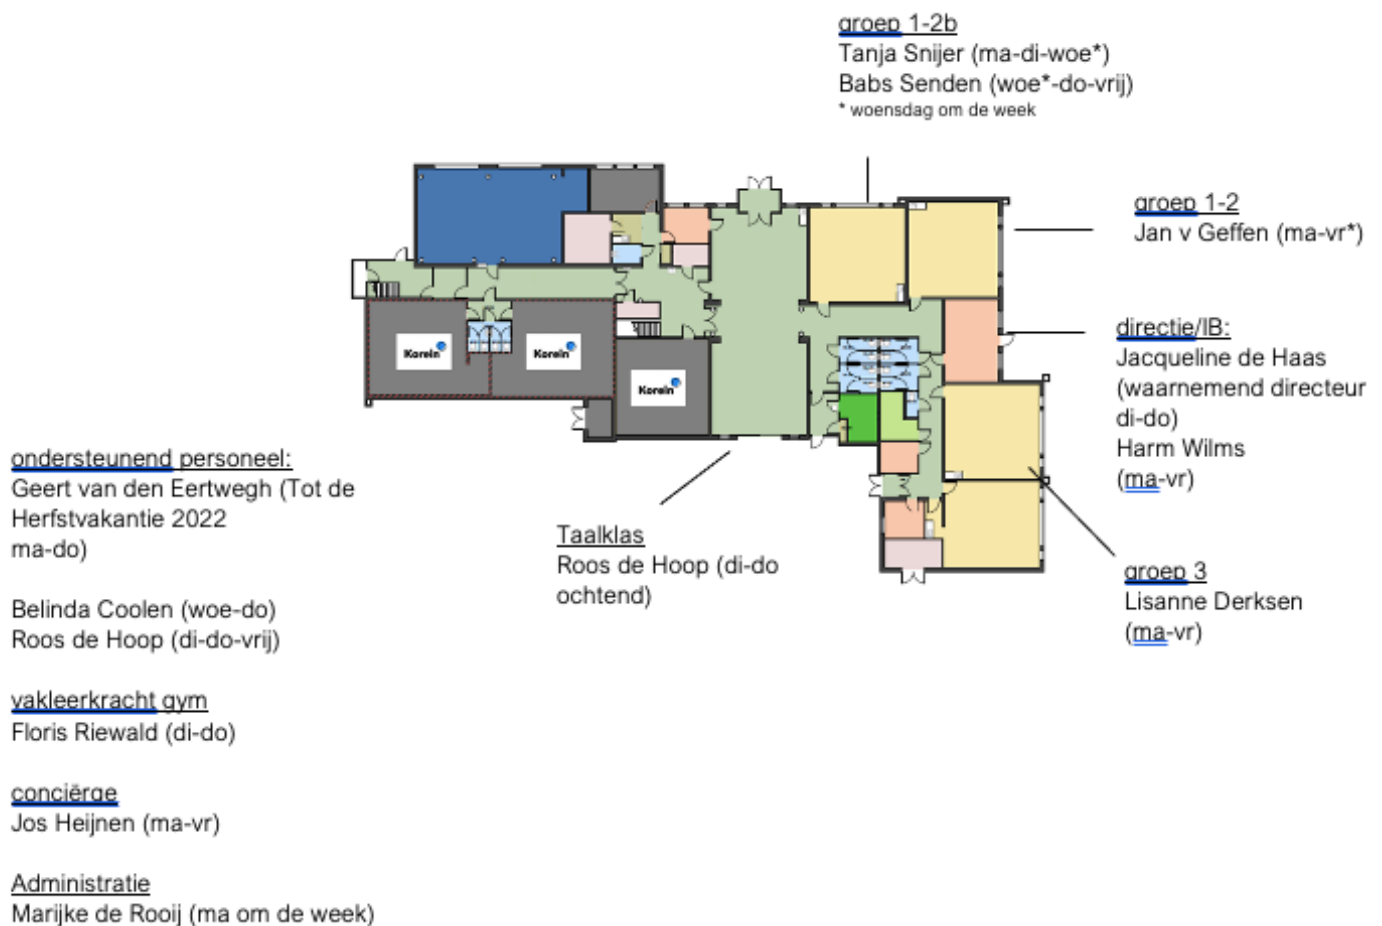 groep 1-2b
Tanja Snijer (ma-di-woe*)
Babs Senden (woe*-do-vrij)
* woensdag om de week
groep 1-2
Jan v Geffen (ma-vr*)
directie/IB:
Jacqueline de Haas
(waarnemend directeur
di-do)
Harm Wilms
(ma-vr)
Korein
Korein
Korein
ondersteunend personeel:
Geert van den Eertwegh (Tot de
Herfstvakantie 2022
ma-do)
Belinda Coolen (woe-do)
Roos de Hoop (di-do-vrij)
Taalklas
Roos de Hoop (di-do
ochtend)
groep 3
Lisanne Derksen
(ma-vr)
vakleerkracht gym
Floris Riewald (di-do)
conciërge
Jos Heijnen (ma-vr)
Administratie
Marijke de Rooij (ma om de week)